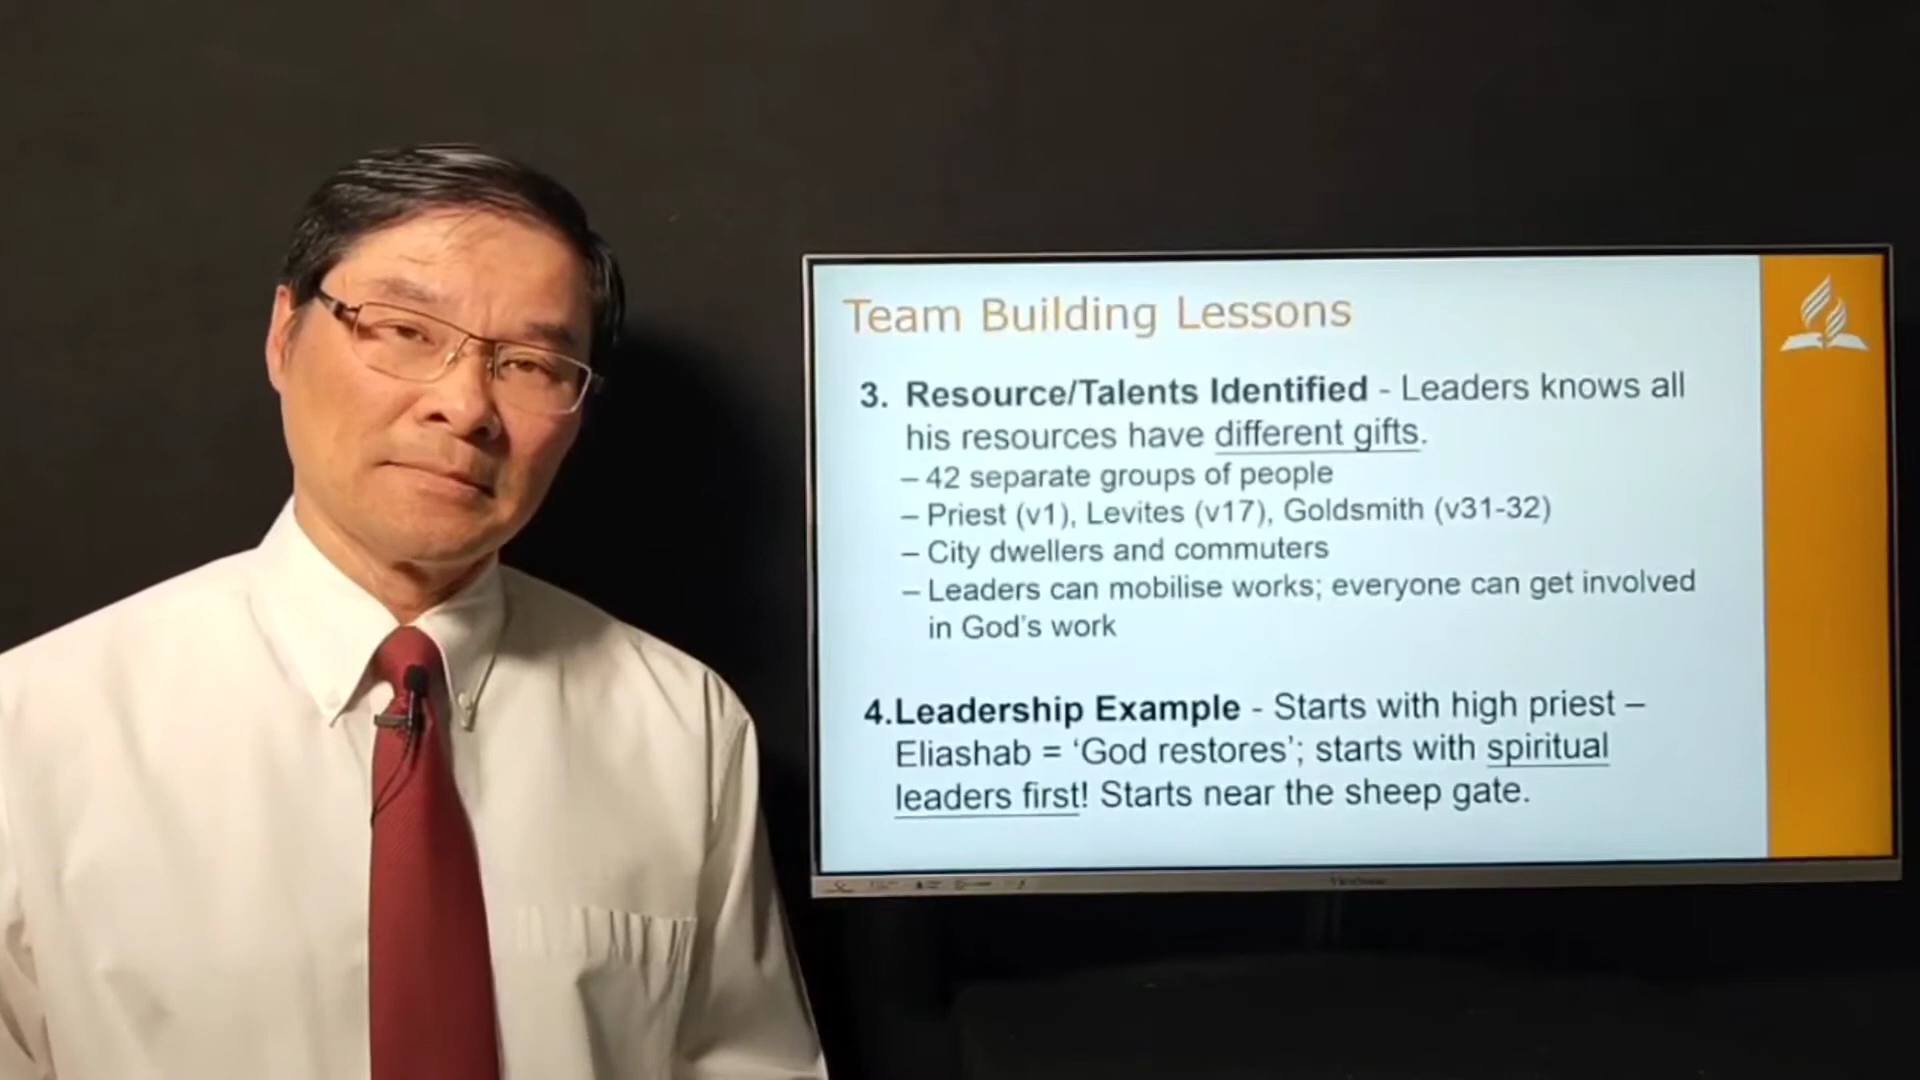 Team Building Lessons
3. Resource/Talents Identified - Leaders knows all
his resources have different gifts.
– 42 separate groups of people
– Priest (v1), Levites (v17), Goldsmith (v31-32)
– City dwellers and commuters
– Leaders can mobilise works; everyone can get involved
in God's work
4.Leadership Example - Starts with high priest –
Eliashab = ‘God restores’; starts with spiritual
leaders first! Starts near the sheep gate.